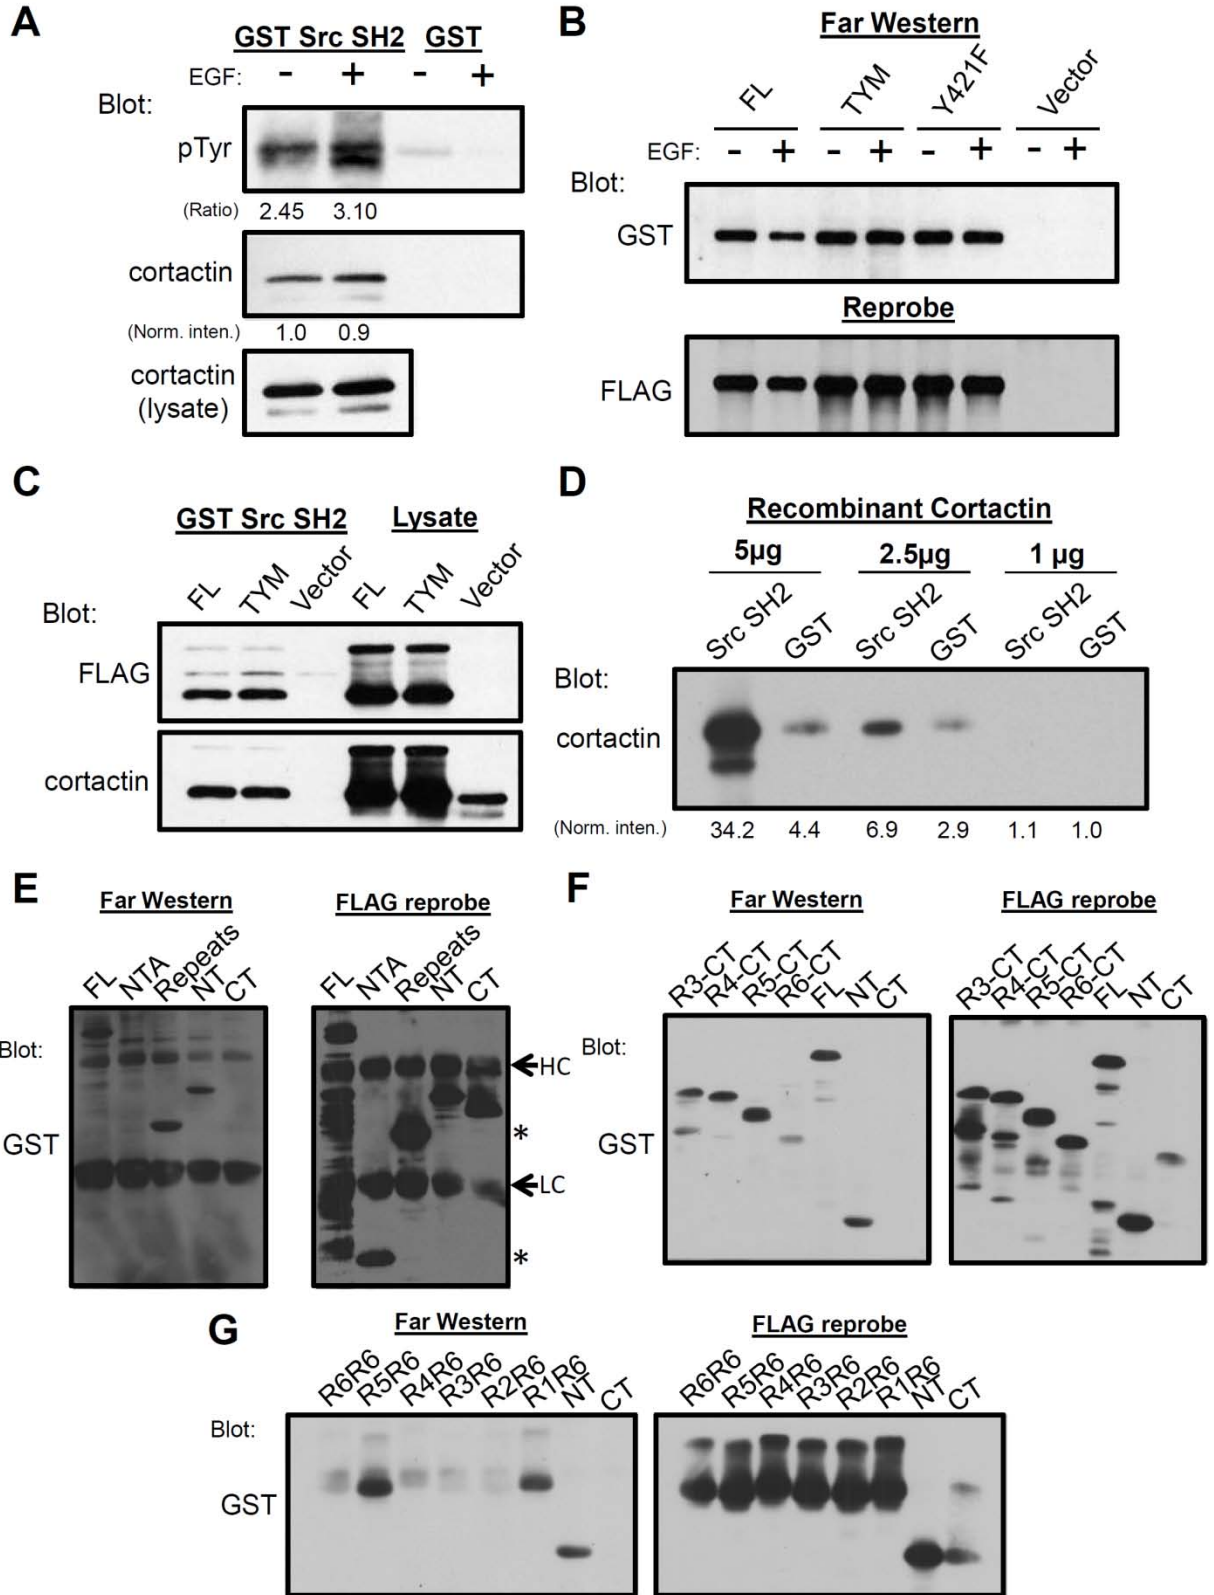 A
GST Src SH2 GST
EGF: - + - +
Blot:
pTyr
(Ratio) 2.45 3.10
cortactin
(Norm. inten.) 1.0 0.9
cortactin
(lysate)
B
Far Western
FL TYM Y421F Vector
EGF: - + - + - + - +
Blot:
GST
Reprobe
FLAG
C
GST Src SH2 Lysate
FL TYM Vector FL TYM Vector
Blot:
FLAG
cortactin
D
Recombinant Cortactin
5µg 2.5µg 1 µg
Src SH2 GST Src SH2 GST Src SH2 GST
Blot:
cortactin
(Norm. inten.) 34.2 4.4 6.9 2.9 1.1 1.0
E
Far Western FLAG reprobe
FL NTA Repeats NT CT FL NTA Repeats NT CT
Blot:
HC
GST
*
LC
*
F
Far Western FLAG reprobe
R3-CT R4-CT R5-CT R6-CT FL NT CT R3-CT R4-CT R5-CT R6-CT FL NT CT
Blot:
GST
G
Far Western FLAG reprobe
R6R6 R5R6 R4R6 R3R6 R2R6 R1R6 NT CT R6R6 R5R6 R4R6 R3R6 R2R6 R1R6 NT CT
Blot:
GST